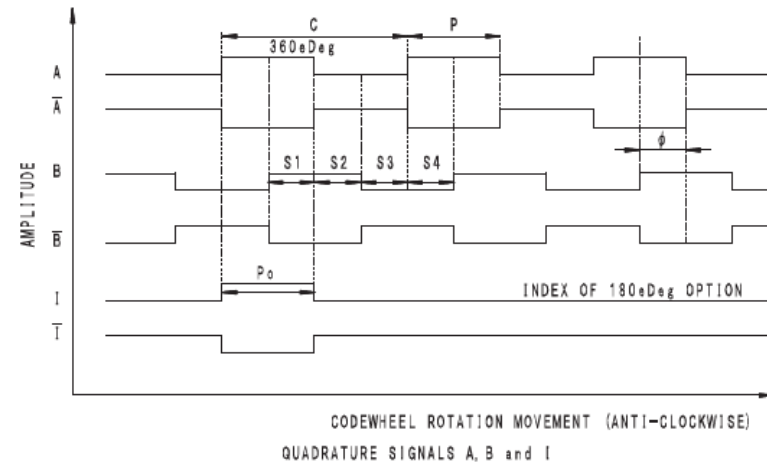 C
P
360eDeg
A
A̅
ϕ
B
S1 S2 S3 S4
AMPLITUDE
B̅
Po
I
INDEX OF 180eDeg OPTION
I̅
CODEWHEEL ROTATION MOVEMENT (ANTI-CLOCKWISE)
QUADRATURE SIGNALS A, B and I